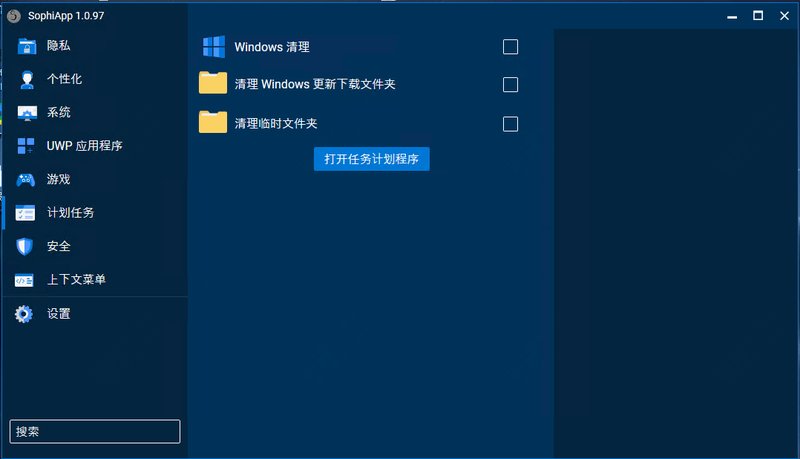 SophiApp 1.0.97
隐私
个性化
系统
UWP 应用程序
游戏
计划任务
安全
上下文菜单
设置
搜索
Windows 清理
清理 Windows 更新下载文件夹
清理临时文件夹
打开任务计划程序